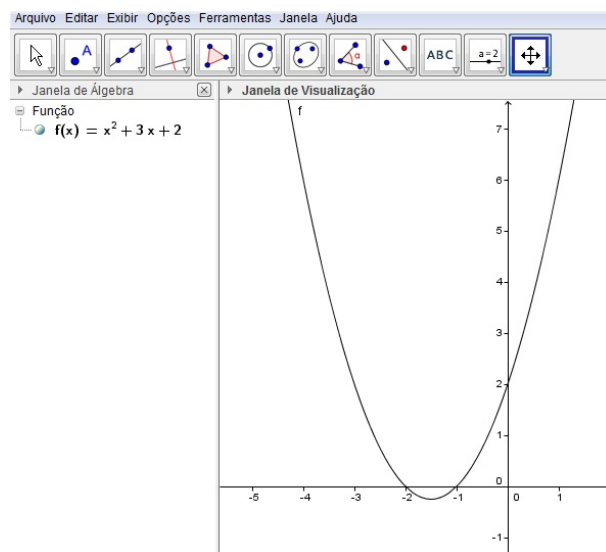 Arquivo Editar Exibir Opções Ferramentas Janela Ajuda
A
α
ABC
a=2
Janela de Álgebra
Janela de Visualização
Função
f(x) = x² + 3 x + 2
f
7
6
5
4
3
2
1
0
-5 -4 -3 -2 -1 0 1
-1